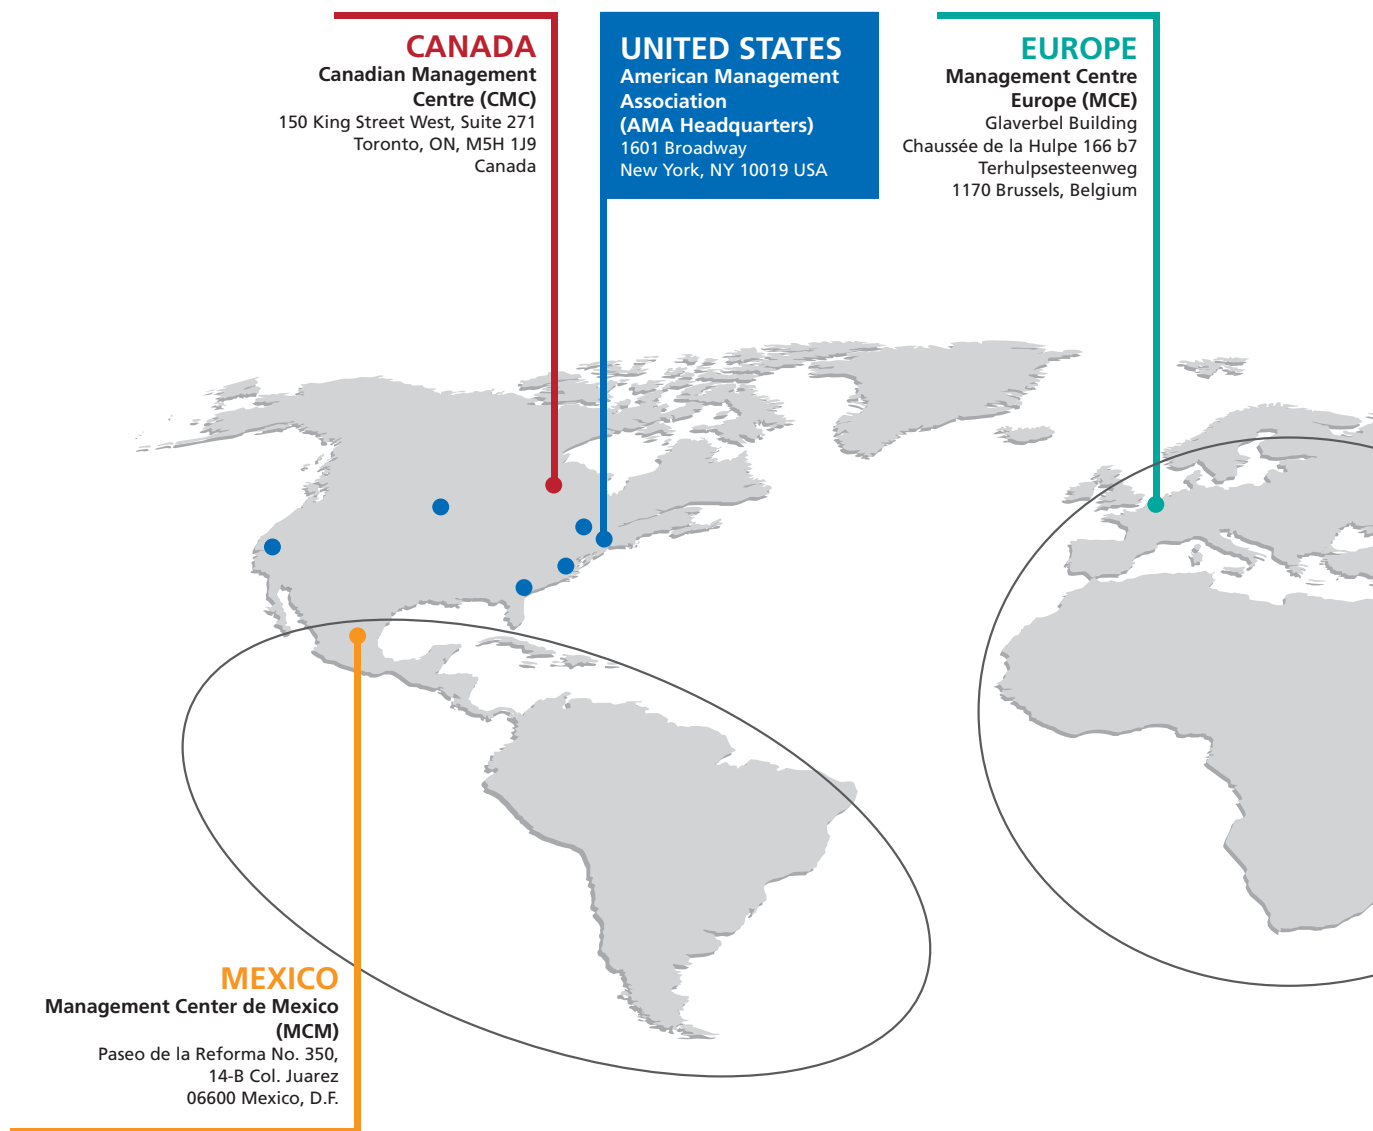 CANADA
Canadian Management
Centre (CMC)
150 King Street West, Suite 271
Toronto, ON, M5H 1J9
Canada
UNITED STATES
American Management
Association
(AMA Headquarters)
1601 Broadway
New York, NY 10019 USA
EUROPE
Management Centre
Europe (MCE)
Glaverbel Building
Chaussée de la Hulpe 166 b7
Terhulpsesteenweg
1170 Brussels, Belgium
MEXICO
Management Center de Mexico
(MCM)
Paseo de la Reforma No. 350,
14-B Col. Juarez
06600 Mexico, D.F.